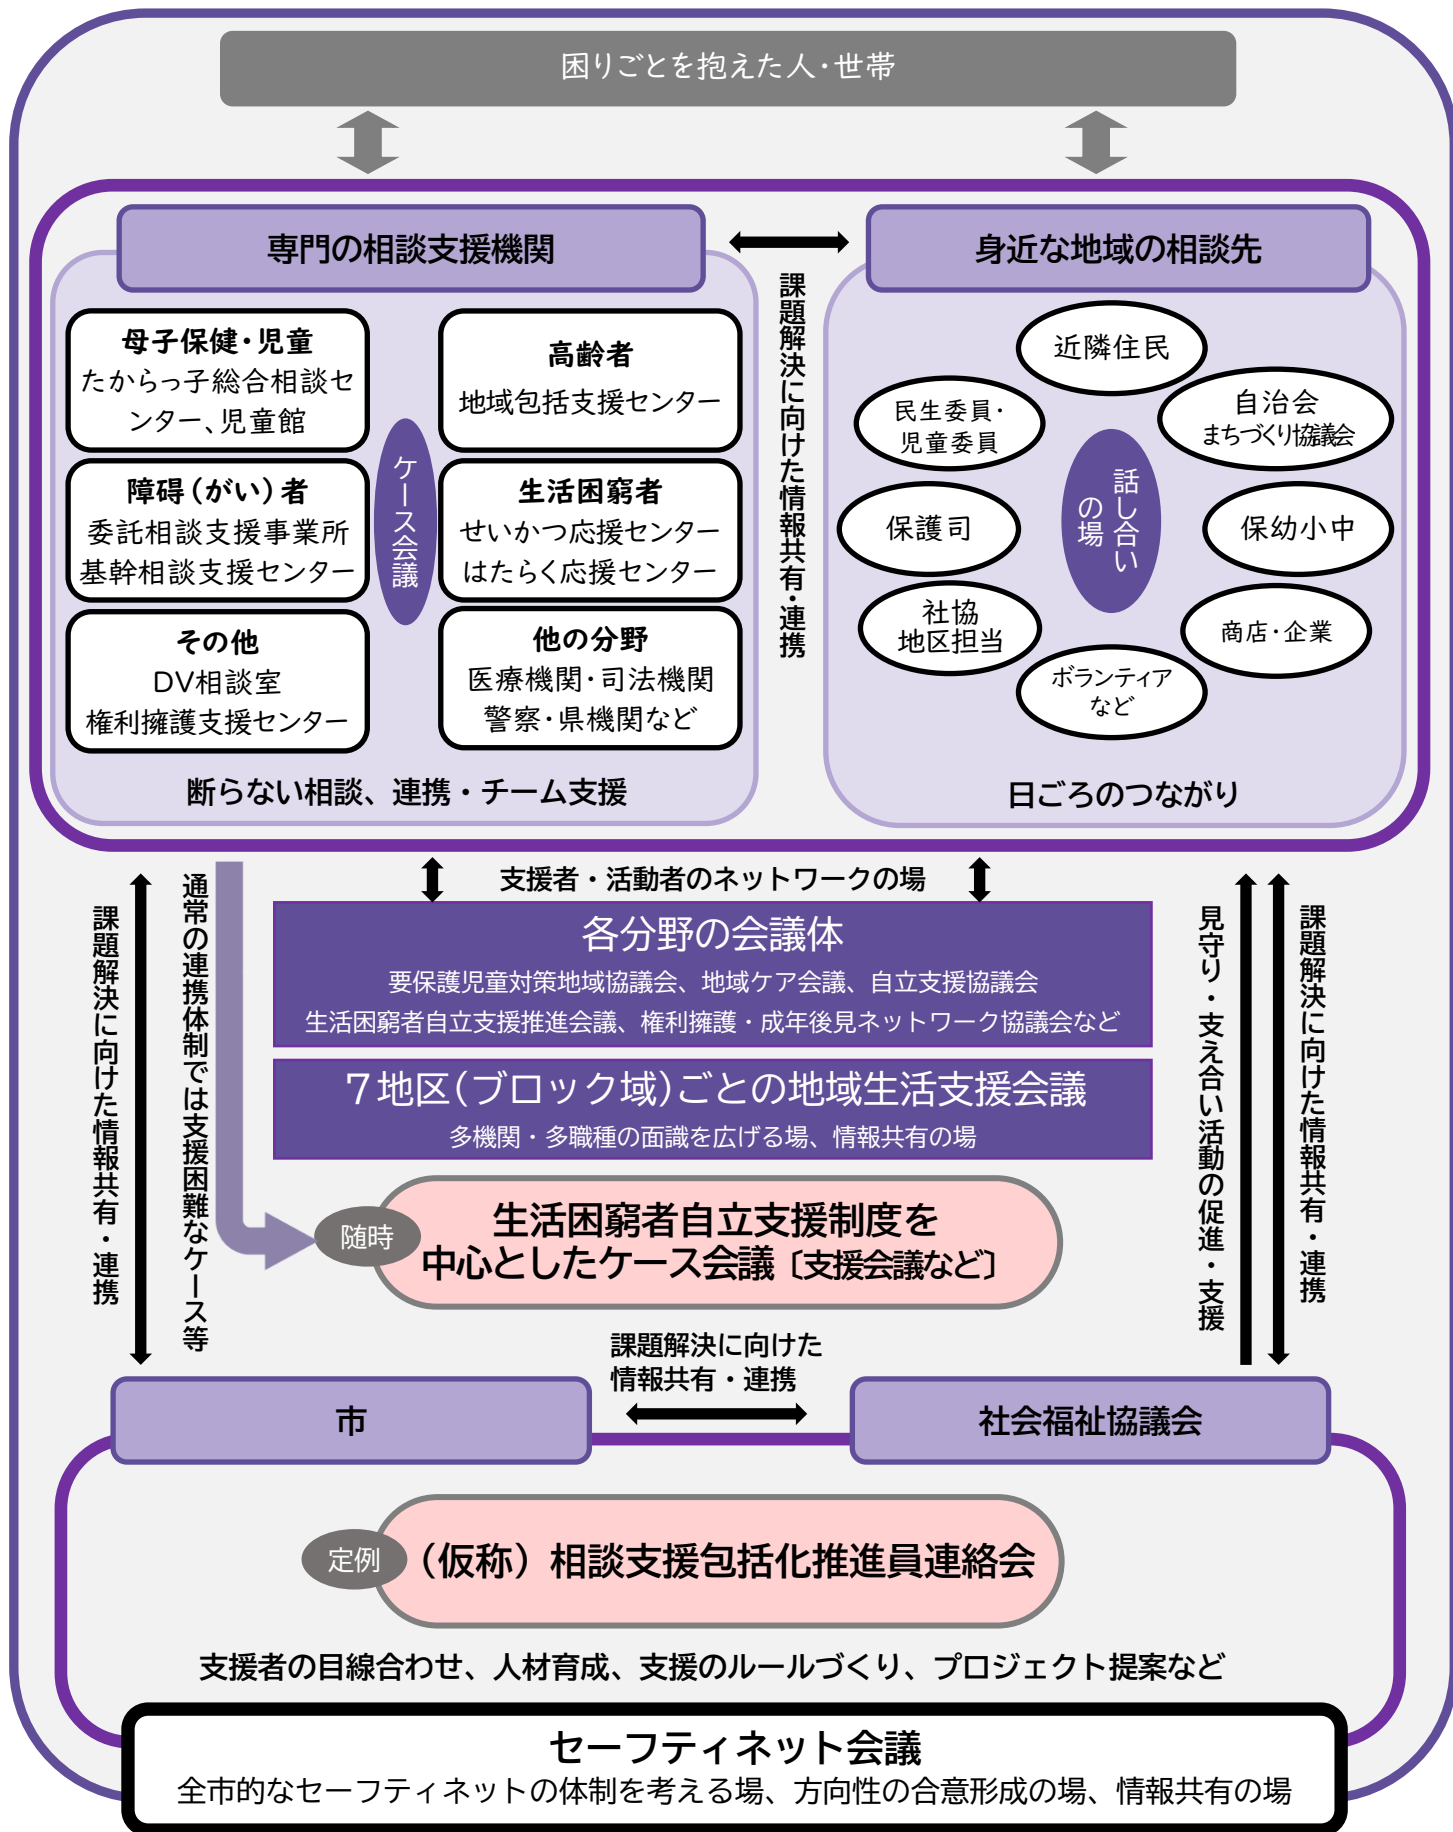 困りごとを抱えた人・世帯
専門の相談支援機関
身近な地域の相談先
課題解決に向けた情報共有・連携
母子保健・児童
たからっ子総合相談セ
ンター、児童館
高齢者
地域包括支援センター
障碍(がい)者
委託相談支援事業所
基幹相談支援センター
生活困窮者
せいかつ応援センター
はたらく応援センター
その他
DV相談室
権利擁護支援センター
他の分野
医療機関・司法機関
警察・県機関など
ケース会議
断らない相談、連携・チーム支援
近隣住民
民生委員・
児童委員
自治会
まちづくり協議会
保護司
話し合い
の場
保幼小中
社協
地区担当
商店・企業
ボランティア
など
日ごろのつながり
課題解決に向けた情報共有・連携
通常の連携体制では支援困難なケース等
支援者・活動者のネットワークの場
各分野の会議体
要保護児童対策地域協議会、地域ケア会議、自立支援協議会
生活困窮者自立支援推進会議、権利擁護・成年後見ネットワーク協議会など
7地区(ブロック域)ごとの地域生活支援会議
多機関・多職種の面識を広げる場、情報共有の場
見守り・支え合い活動の促進・支援
課題解決に向けた情報共有・連携
随時
生活困窮者自立支援制度を
中心としたケース会議〔支援会議など〕
課題解決に向けた
情報共有・連携
市
社会福祉協議会
定例
(仮称)相談支援包括化推進員連絡会
支援者の目線合わせ、人材育成、支援のルールづくり、プロジェクト提案など
セーフティネット会議
全市的なセーフティネットの体制を考える場、方向性の合意形成の場、情報共有の場